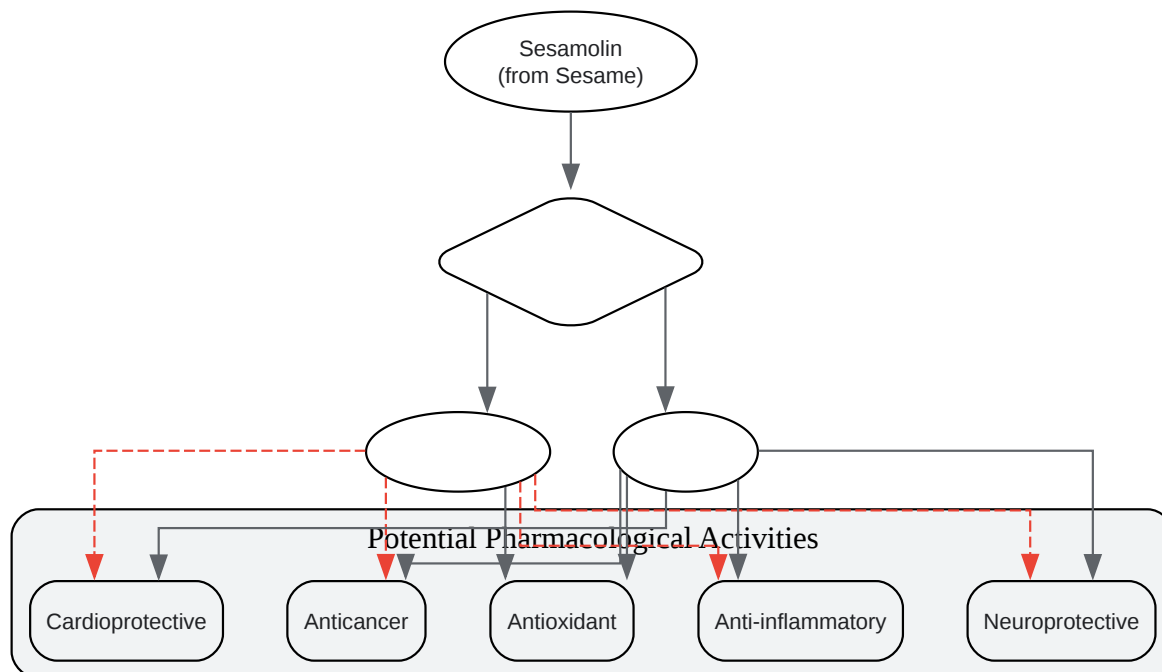 Sesamolin
(from Sesame)
Potential Pharmacological Activities
Cardioprotective
Anticancer
Antioxidant
Anti-inflammatory
Neuroprotective